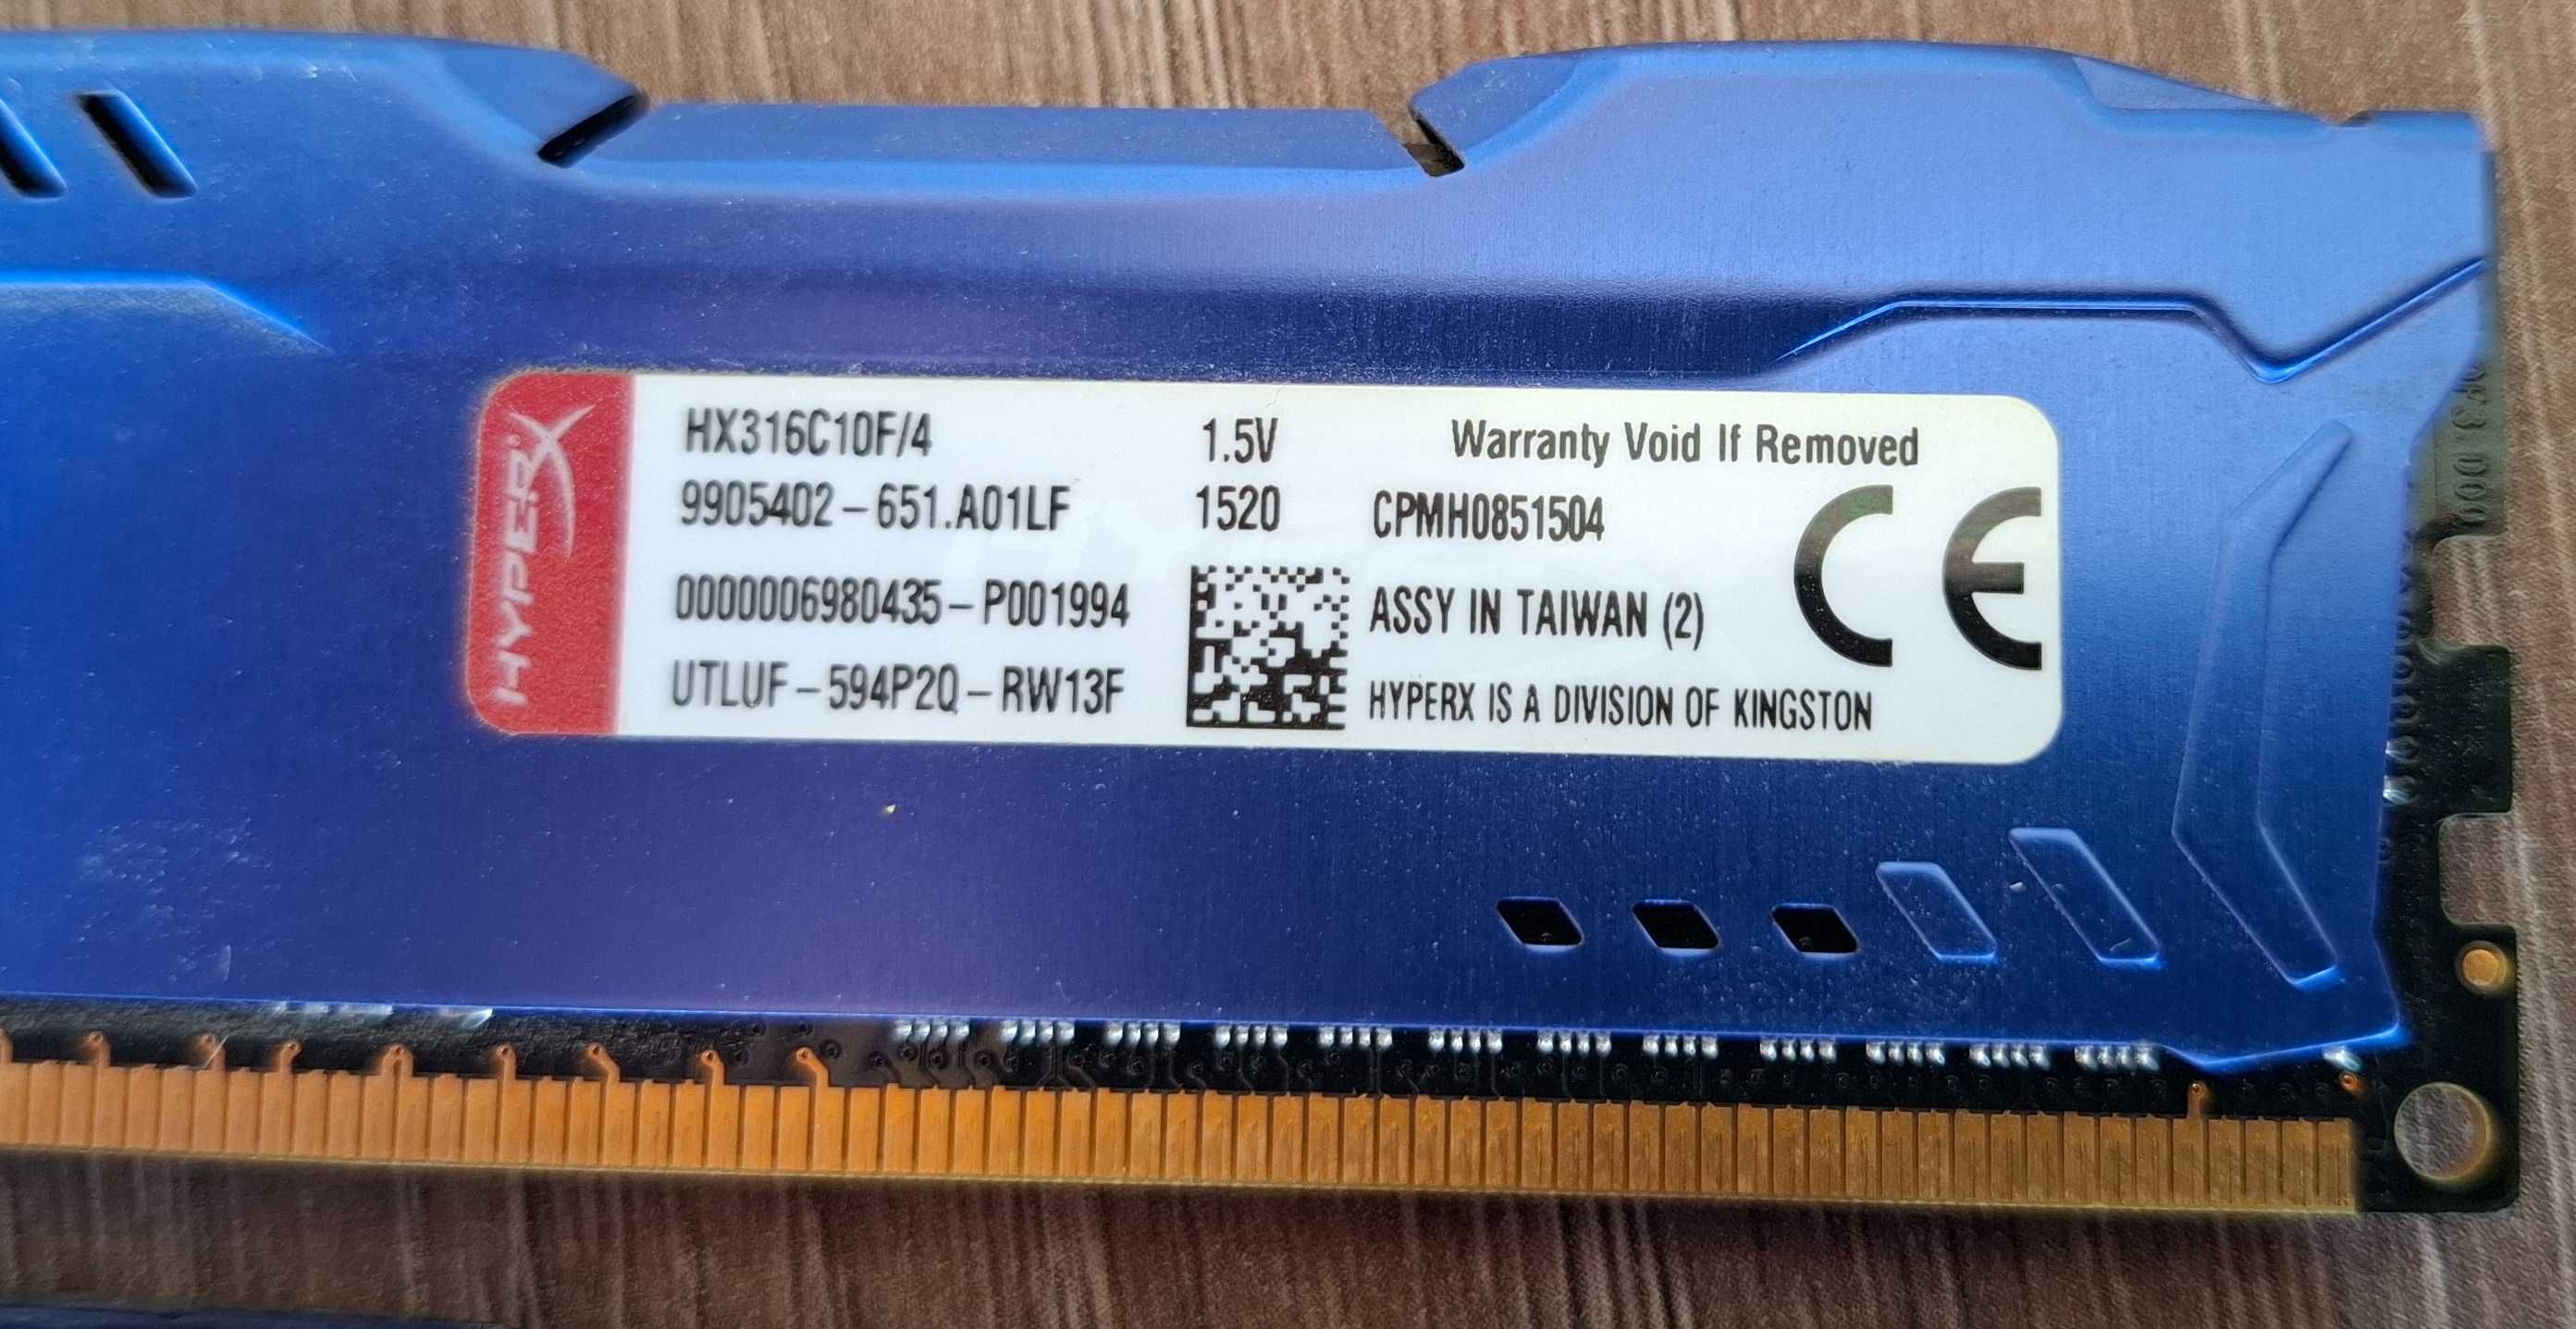 HYPERX
HX316C10F/4 1.5V Warranty Void If Removed
9905402-651.A01LF 1520 CPMH0851504
0000006980435-P001994 ASSY IN TAIWAN (2) CE
UTLUF-594P2Q-RW13F HYPERX IS A DIVISION OF KINGSTON